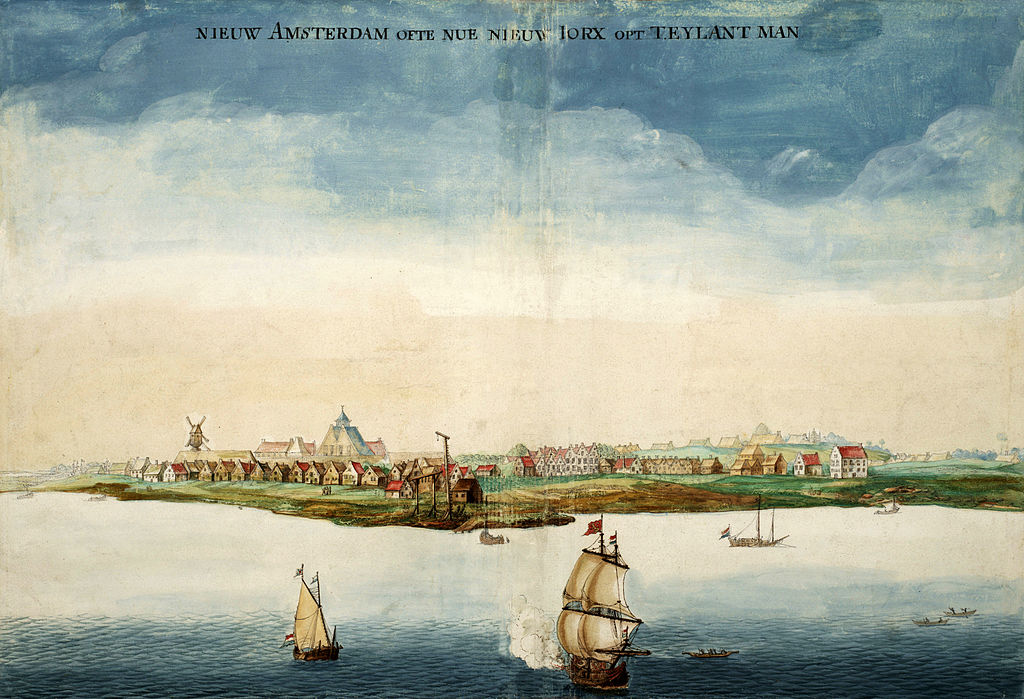 NIEUW AMSTERDAM OFTE NUE NIEUW IORX OPT TEYLANT MAN